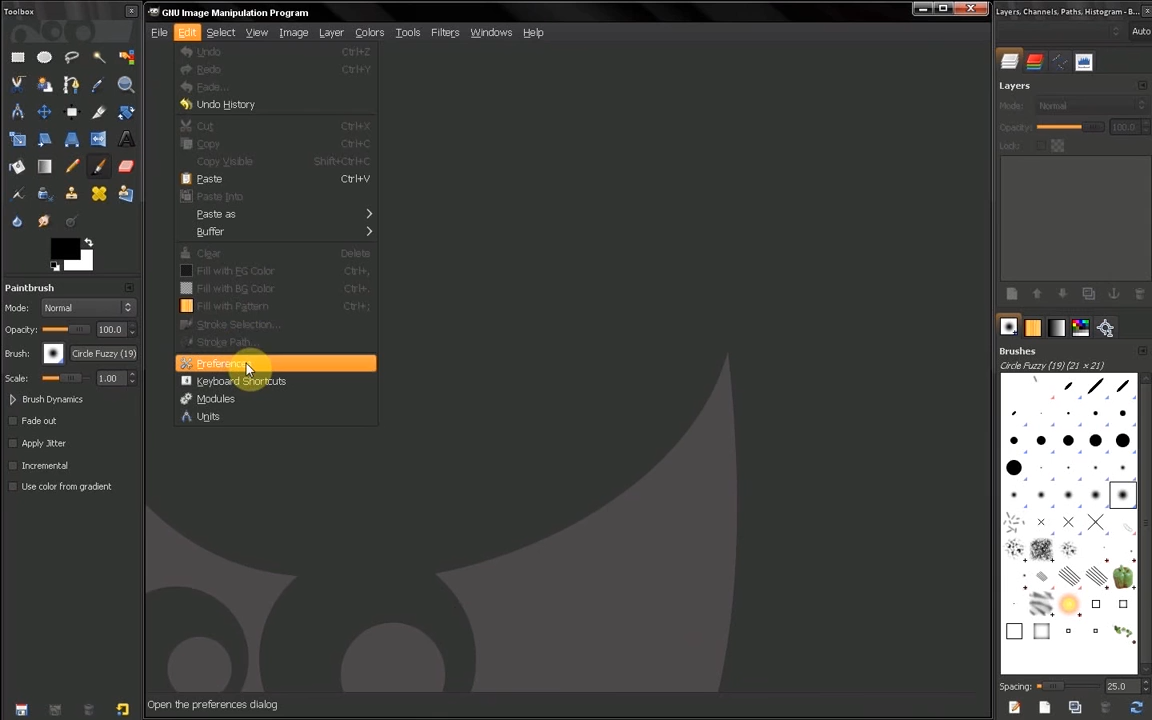 Toolbox
GNU Image Manipulation Program
Layers, Channels, Paths, Histogram - B...
File Edit Select View Image Layer Colors Tools Filters Windows Help
Auto
Undo Ctrl+Z
Redo Ctrl+Y
Fade...
Undo History
Cut Ctrl+X
Copy Ctrl+C
Copy Visible Shift+Ctrl+C
Paste Ctrl+V
Paste Into
Paste as
Buffer
Clear Delete
Fill with FG Color Ctrl+,
Fill with BG Color Ctrl+.
Fill with Pattern Ctrl+;
Stroke Selection...
Stroke Path...
Preferences
Keyboard Shortcuts
Modules
Units
Paintbrush
Mode: Normal
Opacity: 100.0
Brush: Circle Fuzzy (19)
Scale: 1.00
Brush Dynamics
Fade out
Apply Jitter
Incremental
Use color from gradient
Layers
Mode: Normal
Opacity: 100.0
Lock:
Brushes
Circle Fuzzy (19) (21 × 21)
Spacing: 25.0
Open the preferences dialog